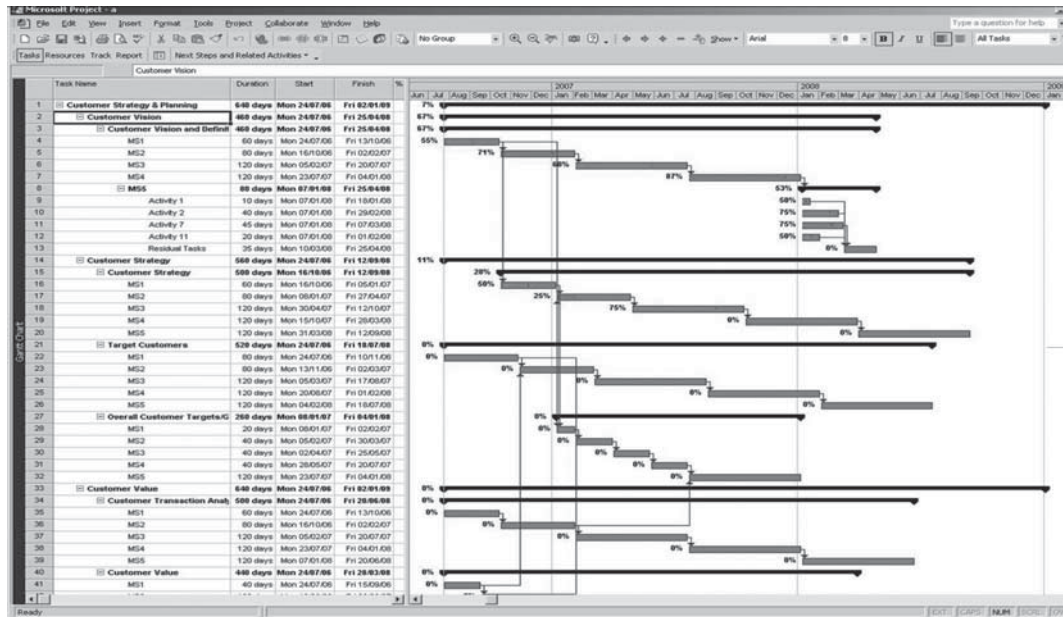 Microsoft Project - a
File Edit View Insert Format Tools Project Collaborate Window Help Type a question for help
No Group Show Arial 8 B I U All Tasks
Tasks Resources Track Report Next Steps and Related Activities
Customer Vision
Task Name Duration Start Finish % 2007 2008 2009
Jun Jul Aug Sep Oct Nov Dec Jan Feb Mar Apr May Jun Jul Aug Sep Oct Nov Dec Jan Feb Mar Apr May Jun Jul Aug Sep Oct Nov Dec Jan
1 Customer Strategy & Planning 640 days Mon 24/07/06 Fri 02/01/09 7%
2 Customer Vision 460 days Mon 24/07/06 Fri 25/04/08 67%
3 Customer Vision and Definit 460 days Mon 24/07/06 Fri 25/04/08 67%
4 MS1 60 days Mon 24/07/06 Fri 13/10/06 55%
5 MS2 80 days Mon 16/10/06 Fri 02/02/07 71%
6 MS3 120 days Mon 05/02/07 Fri 20/07/07
7 MS4 120 days Mon 23/07/07 Fri 04/01/08 87%
8 MS5 80 days Mon 07/01/08 Fri 25/04/08 53%
9 Activity 1 10 days Mon 07/01/08 Fri 18/01/08 50%
10 Activity 2 40 days Mon 07/01/08 Fri 29/02/08 75%
11 Activity 7 45 days Mon 07/01/08 Fri 07/03/08 75%
12 Activity 11 20 days Mon 07/01/08 Fri 01/02/08 50%
13 Residual Tasks 35 days Mon 10/03/08 Fri 25/04/08 0%
14 Customer Strategy 560 days Mon 24/07/06 Fri 12/09/08 11%
15 Customer Strategy 500 days Mon 16/10/06 Fri 12/09/08 28%
16 MS1 60 days Mon 16/10/06 Fri 05/01/07 50%
17 MS2 80 days Mon 08/01/07 Fri 27/04/07 25%
18 MS3 120 days Mon 30/04/07 Fri 12/10/07 75%
19 MS4 120 days Mon 15/10/07 Fri 28/03/08 0%
20 MS5 120 days Mon 31/03/08 Fri 12/09/08 0%
21 Target Customers 520 days Mon 24/07/06 Fri 18/07/08 0%
22 MS1 80 days Mon 24/07/06 Fri 10/11/06 0%
23 MS2 80 days Mon 13/11/06 Fri 02/03/07 0%
24 MS3 120 days Mon 05/03/07 Fri 17/08/07 0%
25 MS4 120 days Mon 20/08/07 Fri 01/02/08 0%
26 MS5 120 days Mon 04/02/08 Fri 18/07/08 0%
27 Overall Customer Targets/G 260 days Mon 08/01/07 Fri 04/01/08 0%
28 MS1 20 days Mon 08/01/07 Fri 02/02/07 0%
29 MS2 40 days Mon 05/02/07 Fri 30/03/07 0%
30 MS3 40 days Mon 02/04/07 Fri 25/05/07 0%
31 MS4 40 days Mon 28/05/07 Fri 20/07/07 0%
32 MS5 120 days Mon 23/07/07 Fri 04/01/08 0%
33 Customer Value 640 days Mon 24/07/06 Fri 02/01/09 0%
34 Customer Transaction Analy 500 days Mon 24/07/06 Fri 20/06/08 0%
35 MS1 60 days Mon 24/07/06 Fri 13/10/06 0%
36 MS2 80 days Mon 16/10/06 Fri 02/02/07 0%
37 MS3 120 days Mon 05/02/07 Fri 20/07/07 0%
38 MS4 120 days Mon 23/07/07 Fri 04/01/08 0%
39 MS5 120 days Mon 07/01/08 Fri 20/06/08 0%
40 Customer Value 440 days Mon 24/07/06 Fri 28/03/08 0%
41 MS1 40 days Mon 24/07/06 Fri 15/09/06 0%
Gantt Chart
Ready EXT CAPS NUM SCRL OV